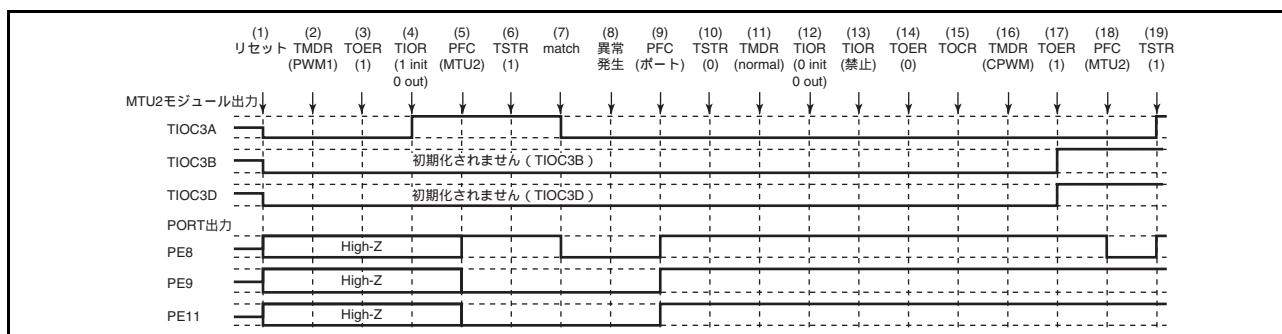 (1) (2) (3) (4) (5) (6) (7) (8) (9) (10) (11) (12) (13) (14) (15) (16) (17) (18) (19)
リセット TMDR TOER TIOR PFC TSTR match 異常 PFC TSTR TMDR TIOR TIOR TOER TOCR TMDR TOER PFC TSTR
(PWM1) (1) (1 init (MTU2) (1) 発生 (ポート) (0) (normal) (0 init (禁止) (0) (CPWM) (1) (MTU2) (1)
0 out) 0 out)
MTU2モジュール出力
TIOC3A
TIOC3B 初期化されません(TIOC3B)
TIOC3D 初期化されません(TIOC3D)
PORT出力
PE8 High-Z
PE9 High-Z
PE11 High-Z